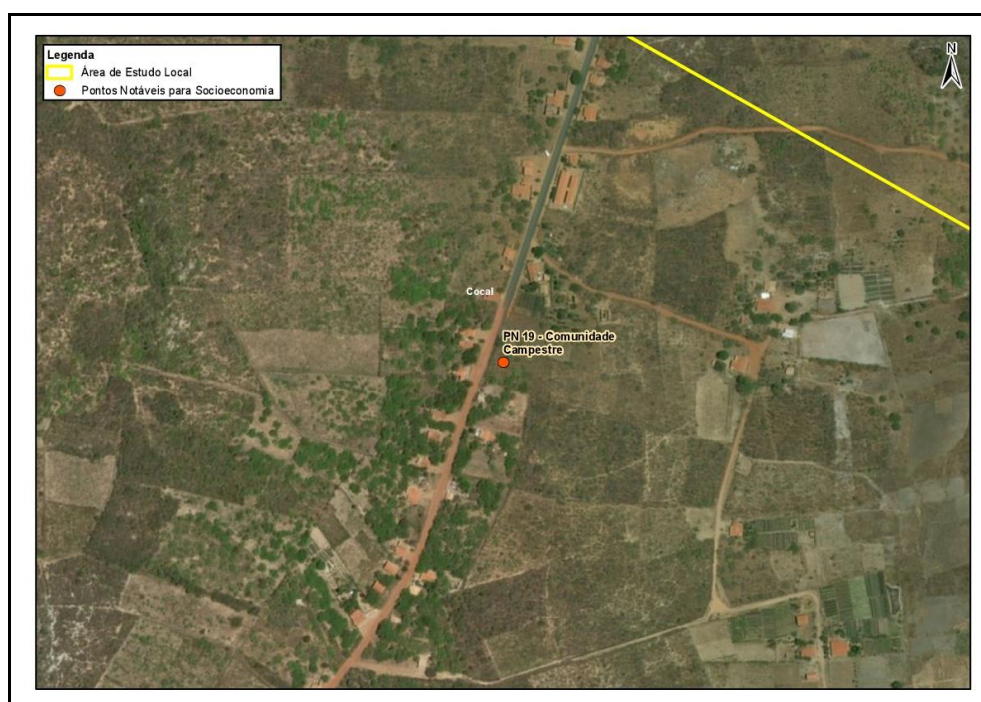 Legenda
Área de Estudo Local
Pontos Notáveis para Socioeconomia
N
Cocal
PN 19 - Comunidade
Campestre